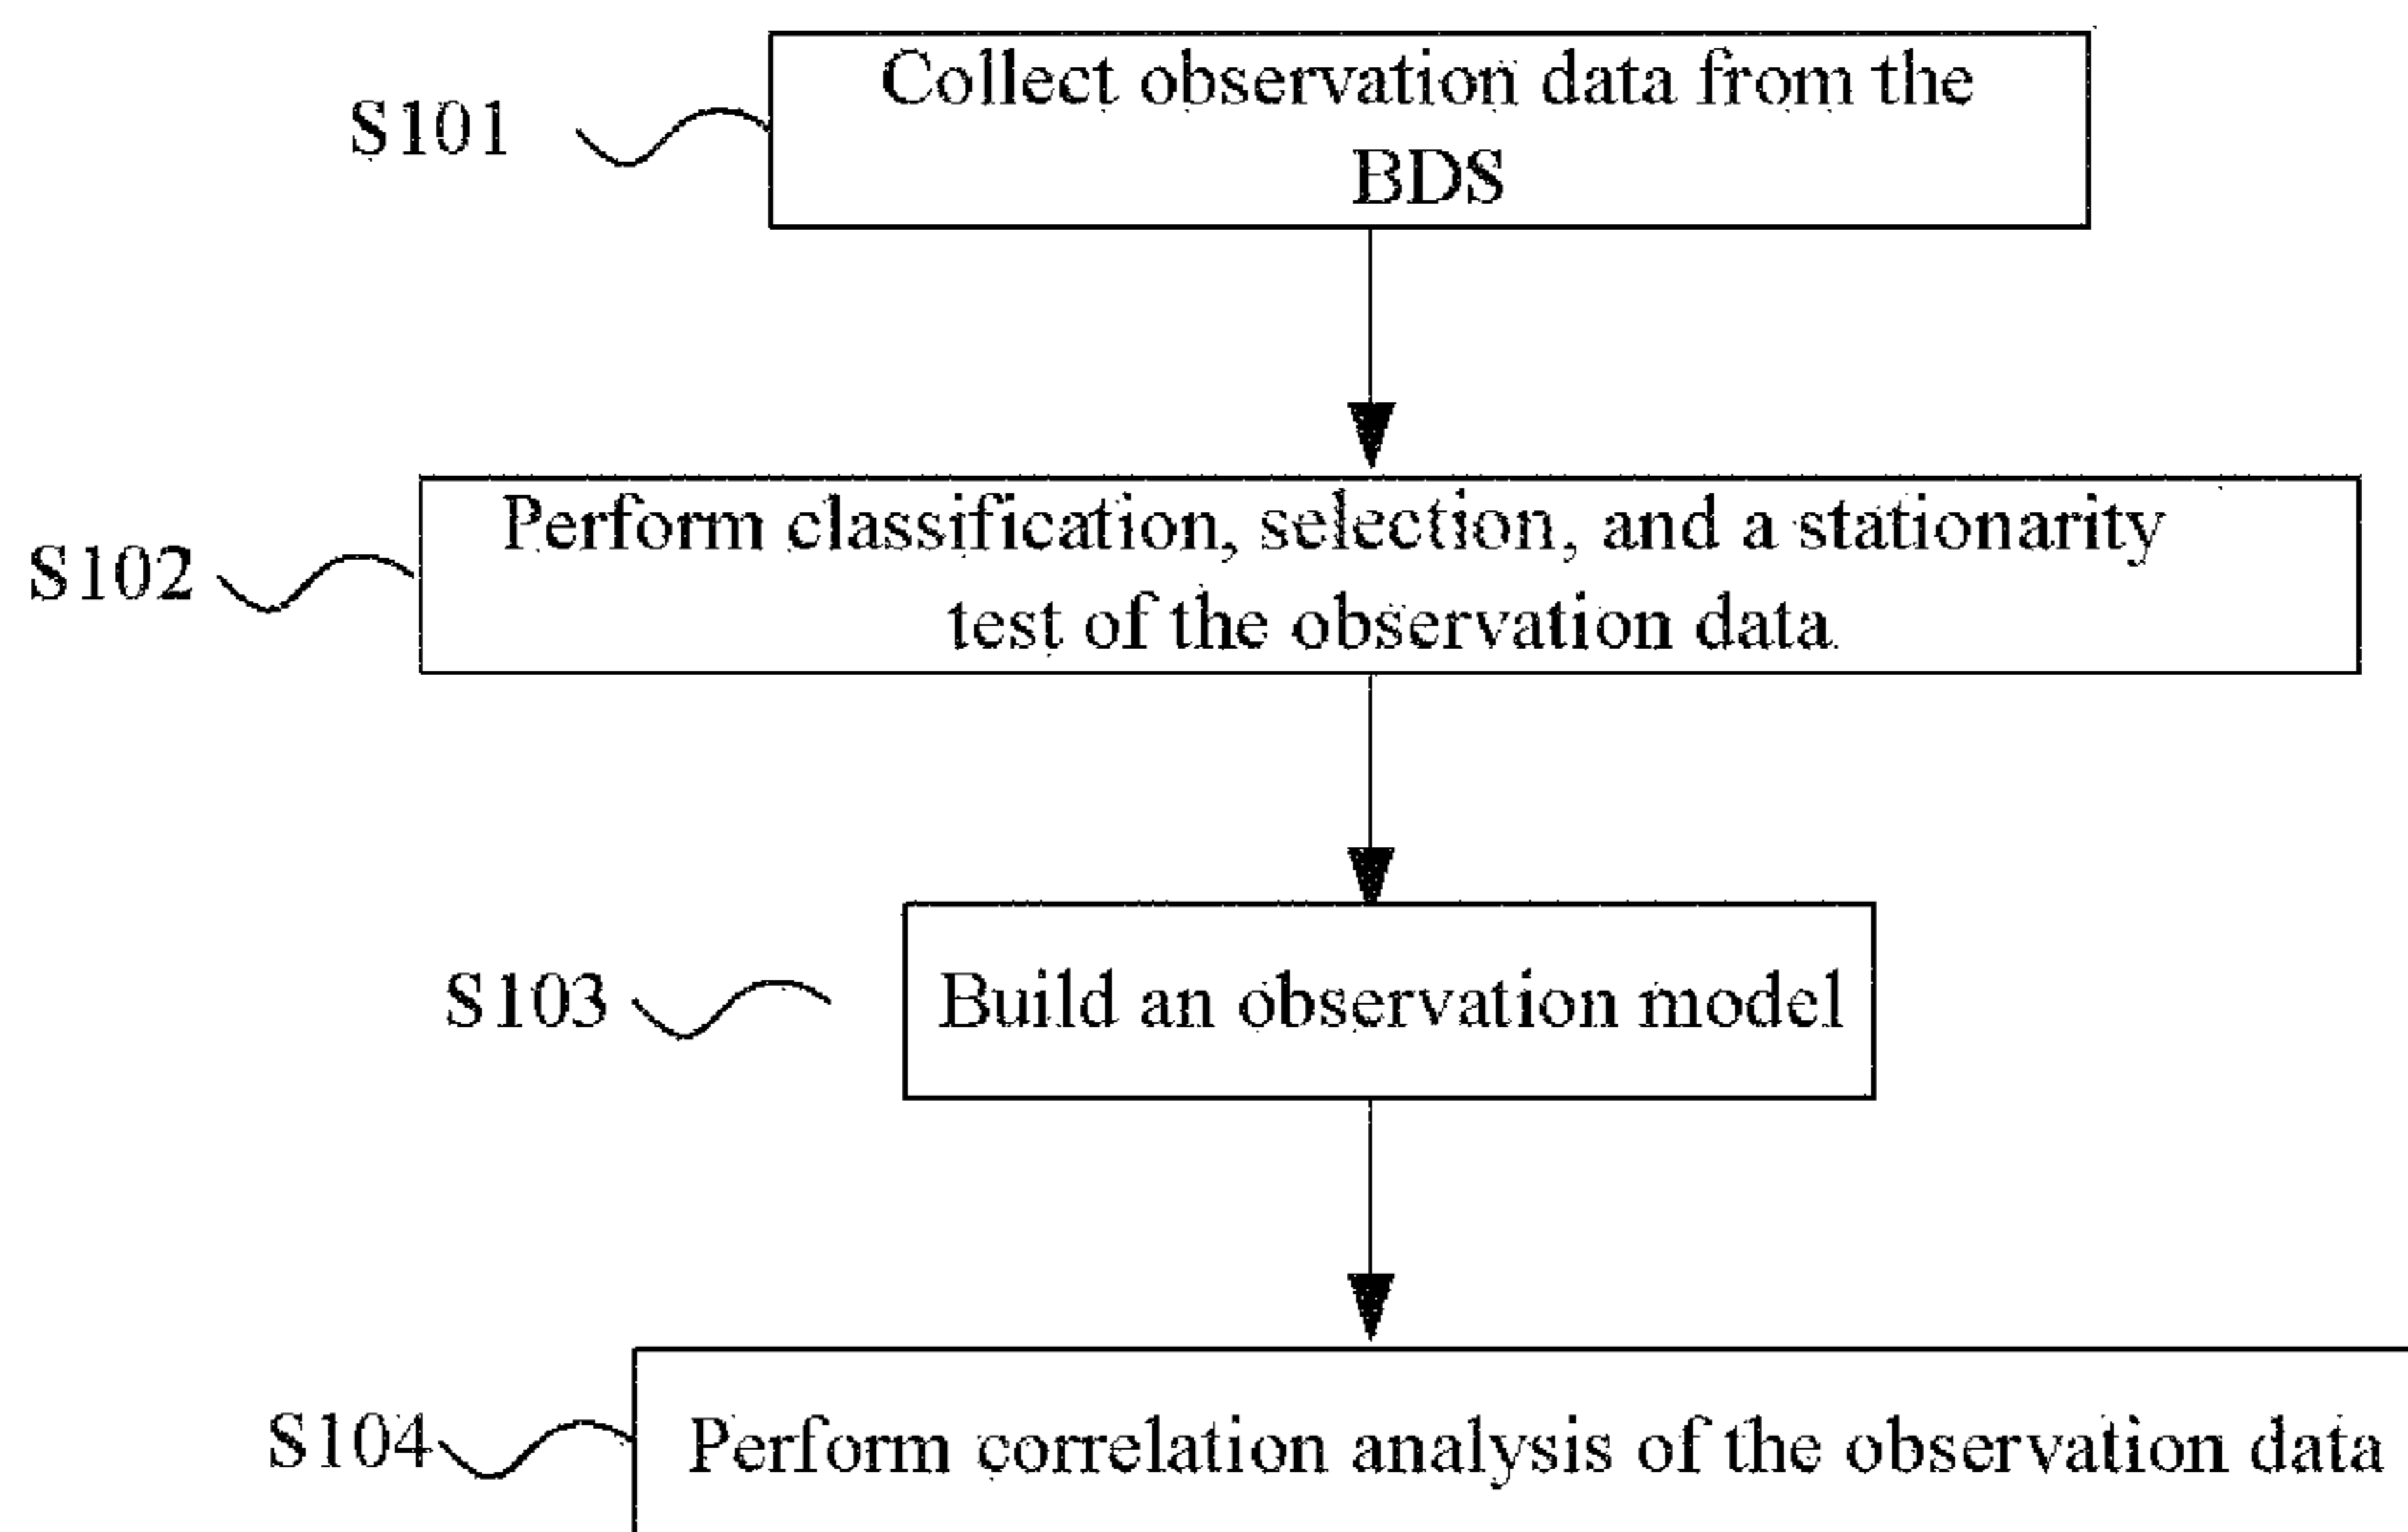 S101
Collect observation data from the
BDS
S102
Perform classification, selection, and a stationarity
test of the observation data
S103
Build an observation model
S104
Perform correlation analysis of the observation data